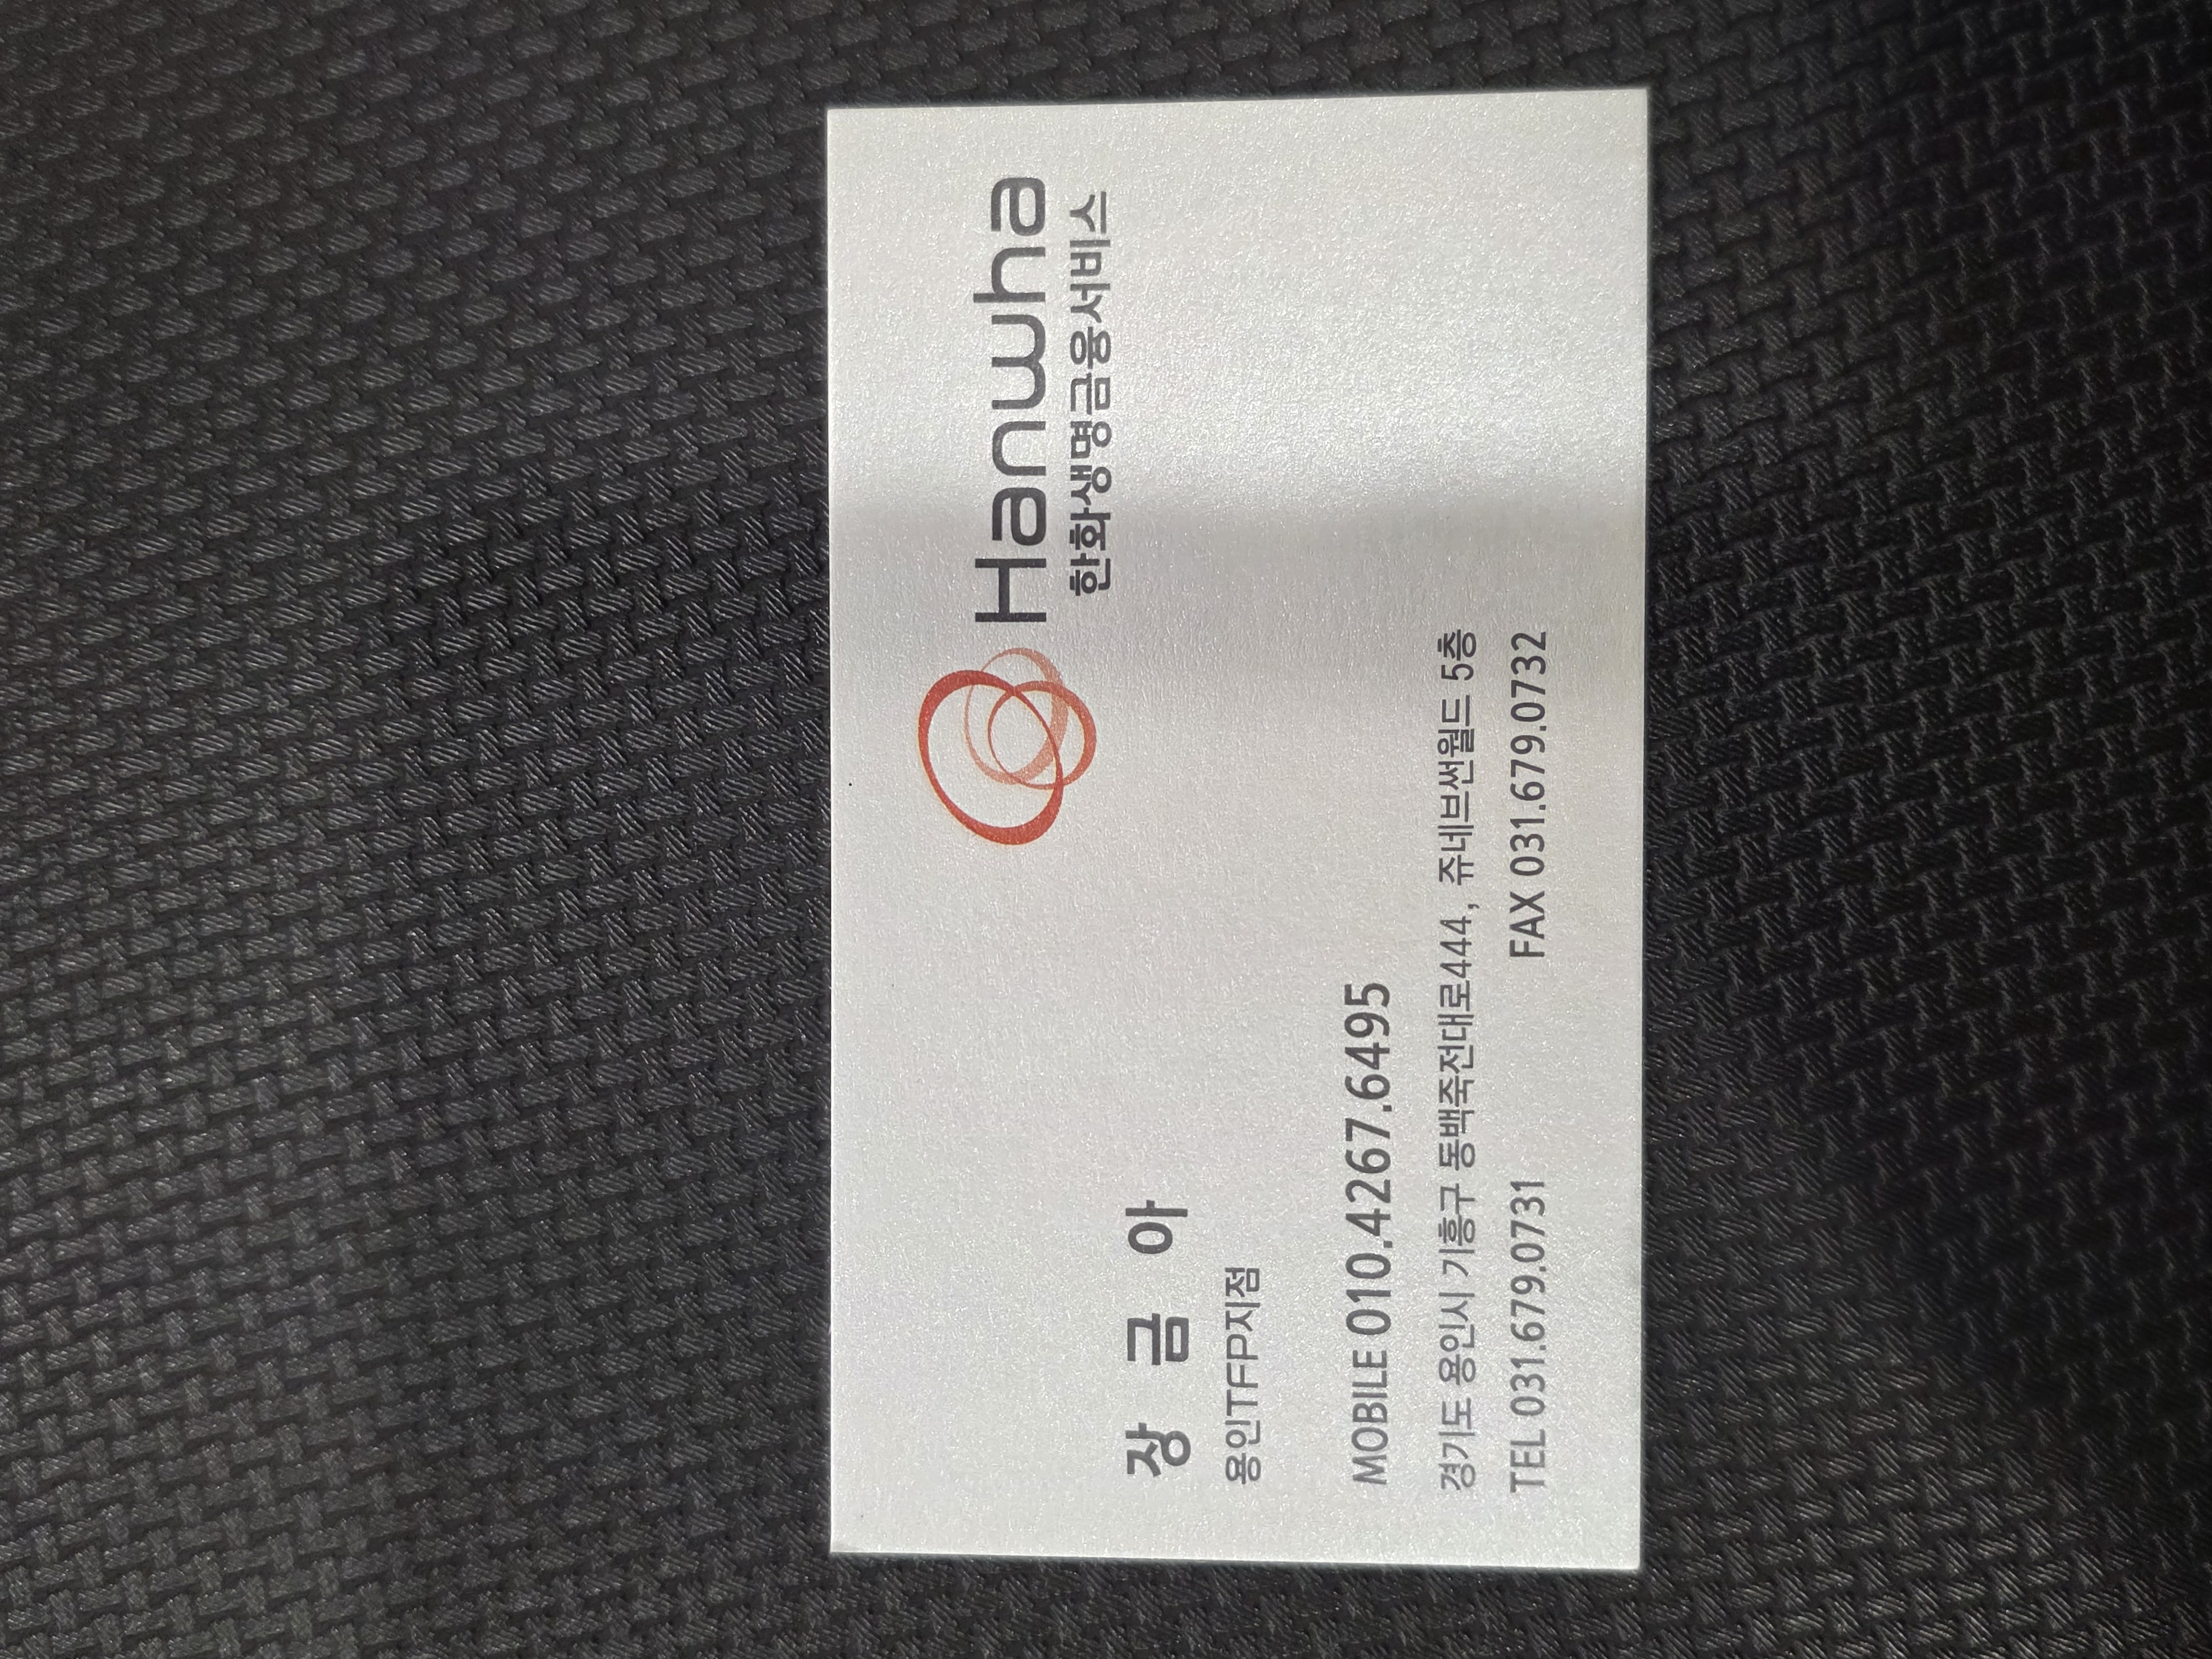 Hanwha
한화생명금융서비스
장 금 아
용인TFP지점
MOBILE 010.4267.6495
경기도 용인시 기흥구 동백죽전대로444, 쥬네브썬월드 5층
TEL 031.679.0731 FAX 031.679.0732